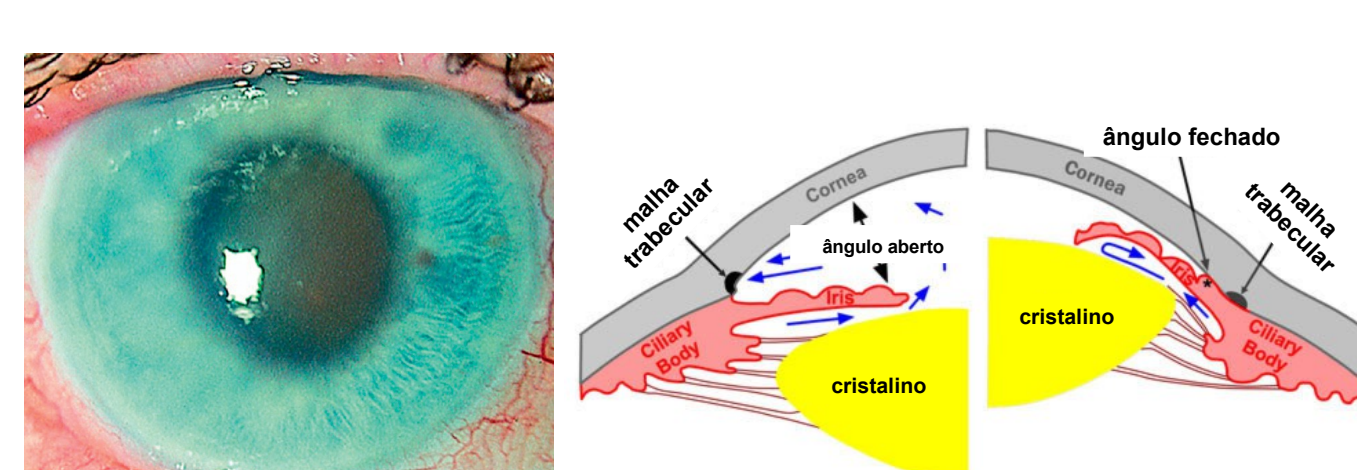 malha
trabecular
Cornea
ângulo aberto
Iris
Ciliary
Body
cristalino
ângulo fechado
Cornea
malha
trabecular
Iris
*
cristalino
Ciliary
Body